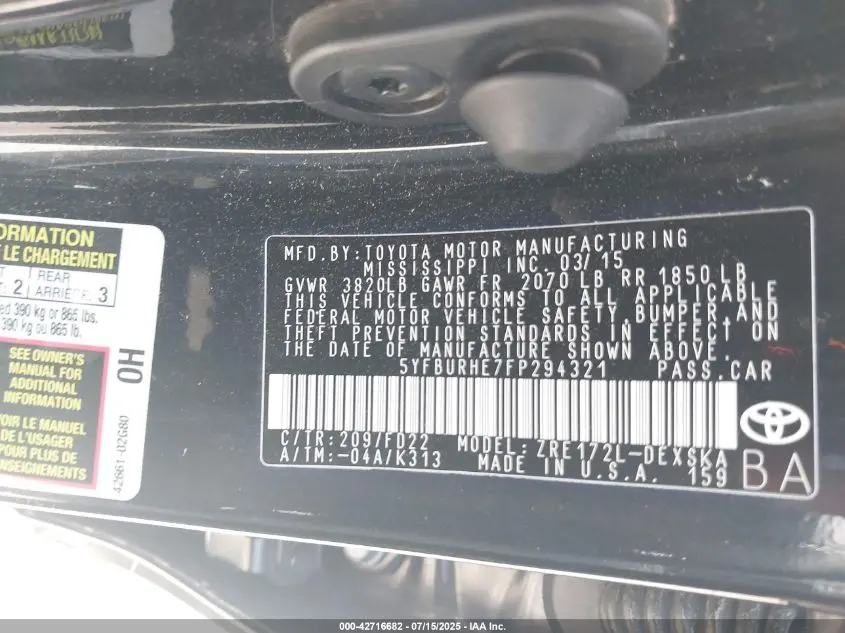 ORMATION
LE CHARGEMENT
REAR
2
ARRIÈRE 3
390 kg or 865 lbs.
390 kg ou 865 lb.
SEE OWNER'S
MANUAL FOR
ADDITIONAL
INFORMATION
VOIR LE MANUEL
DE L'USAGER
POUR PLUS DE
RENSEIGNEMENTS
0H
42661-02G80
MFD.BY:TOYOTA MOTOR MANUFACTURING
MISSISSIPPI INC. 03/15
GVWR 3820LB GAWR FR 2070 LB RR 1850 LB
THIS VEHICLE CONFORMS TO ALL APPLICABLE
FEDERAL MOTOR VEHICLE SAFETY,BUMPER,AND
THEFT PREVENTION STANDARDS IN EFFECT ON
THE DATE OF MANUFACTURE SHOWN ABOVE.
5YFBURHE7FP294321 PASS.CAR
C/TR:209/FD22 MODEL:ZRE172L-DEXSKA
A/TM:-04A/K313 MADE IN U.S.A. 159
BA
000-42716682 / 07/15/2025 - IAA Inc.